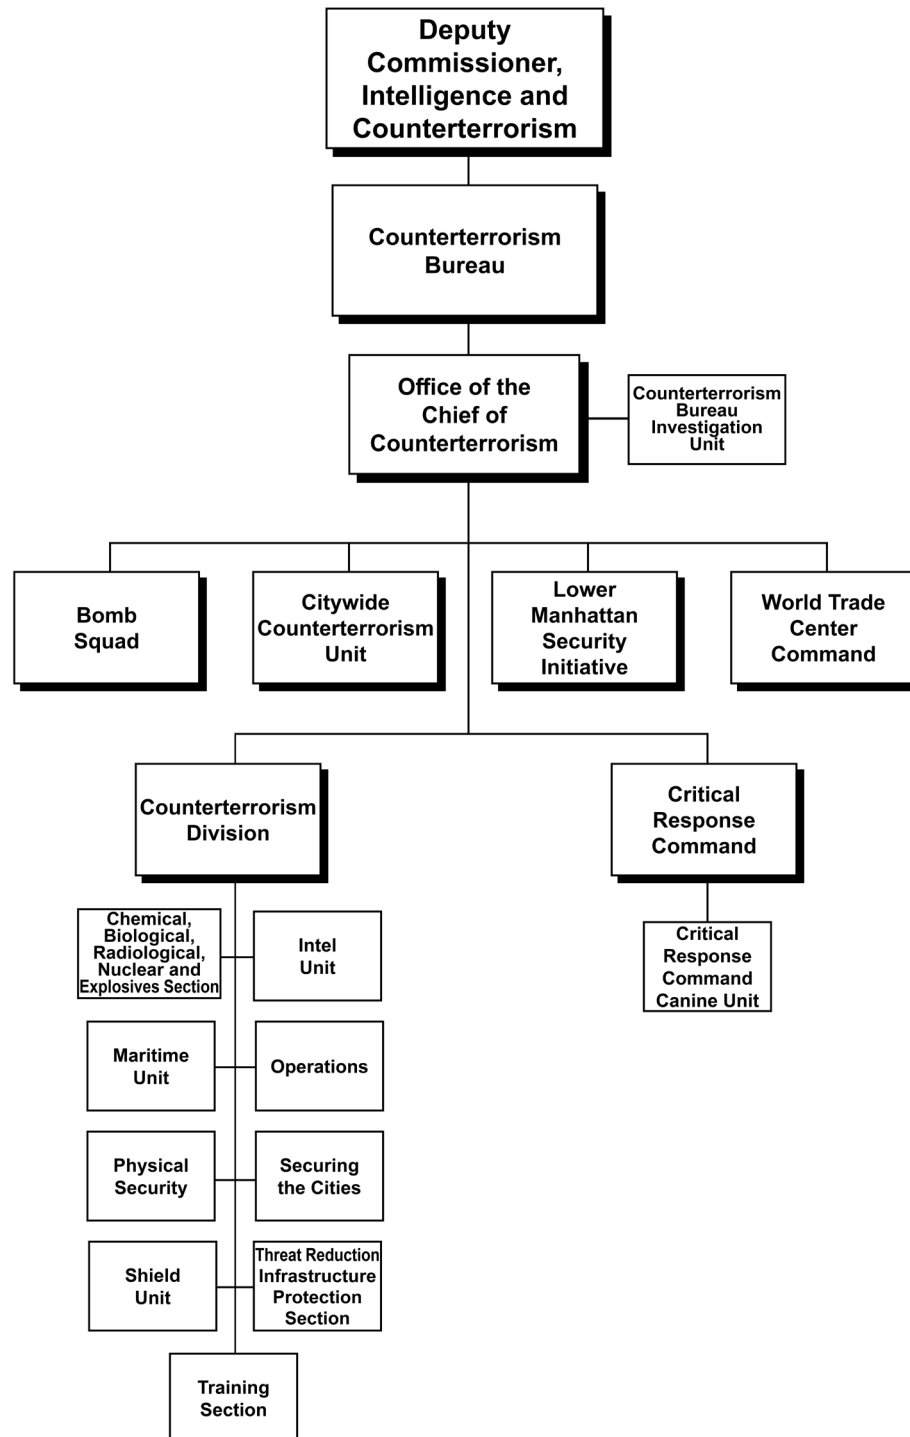 Deputy
Commissioner,
Intelligence and
Counterterrorism
Counterterrorism
Bureau
Office of the
Chief of
Counterterrorism
Counterterrorism
Bureau
Investigation
Unit
Bomb
Squad
Citywide
Counterterrorism
Unit
Lower
Manhattan
Security
Initiative
World Trade
Center
Command
Counterterrorism
Division
Critical
Response
Command
Chemical,
Biological,
Radiological,
Nuclear and
Explosives Section
Intel
Unit
Critical
Response
Command
Canine Unit
Maritime
Unit
Operations
Physical
Security
Securing
the Cities
Shield
Unit
Threat Reduction
Infrastructure
Protection
Section
Training
Section